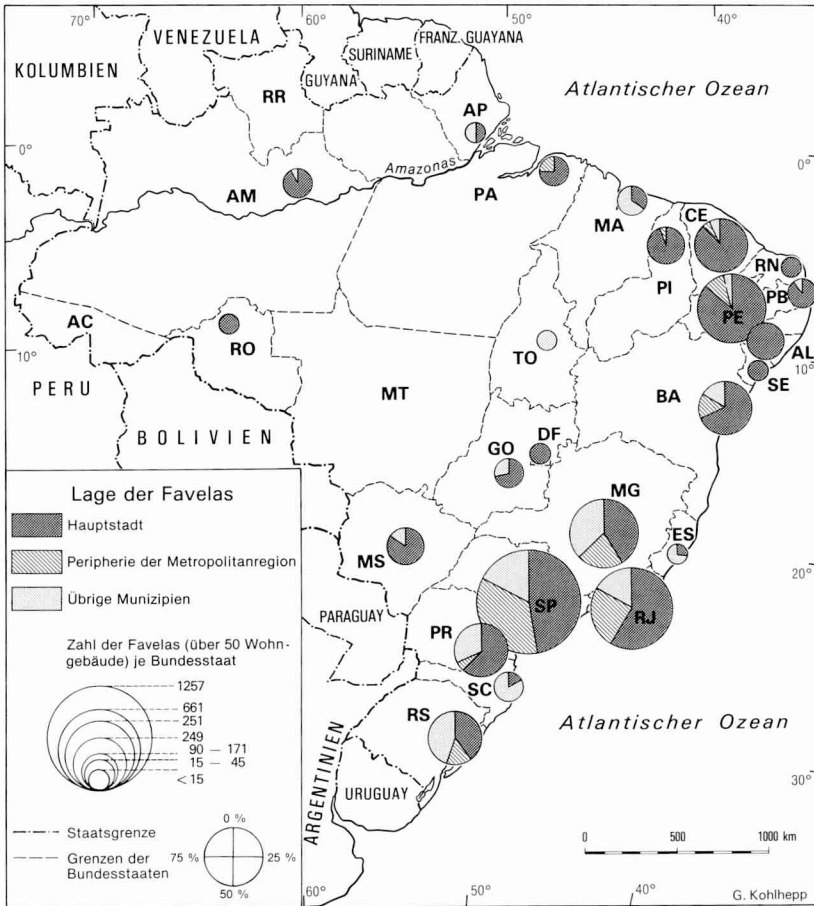 70°
60°
50°
40°
VENEZUELA
FRANZ. GUAYANA
SURINAME
KOLUMBIEN
GUYANA
RR
AP
Atlantischer Ozean
0°
0°
Amazonas
AM
PA
MA
CE
RN
PI
PB
PE
AC
RO
TO
AL
10°
10°
SE
PERU
MT
BA
BOLIVIEN
DF
GO
MG
Lage der Favelas
Hauptstadt
ES
Peripherie der Metropolitanregion
MS
Übrige Munizipien
20°
20°
SP
RJ
PARAGUAY
PR
Zahl der Favelas (über 50 Wohn-
gebäude) je Bundesstaat
1257
661
251
249
90 – 171
15 – 45
< 15
SC
RS
Atlantischer Ozean
ARGENTINIEN
URUGUAY
30°
30°
0 %
Staatsgrenze
Grenzen der
Bundesstaaten
75 %
25 %
50 %
0 500 1000 km
60°
50°
40°
G. Kohlhepp